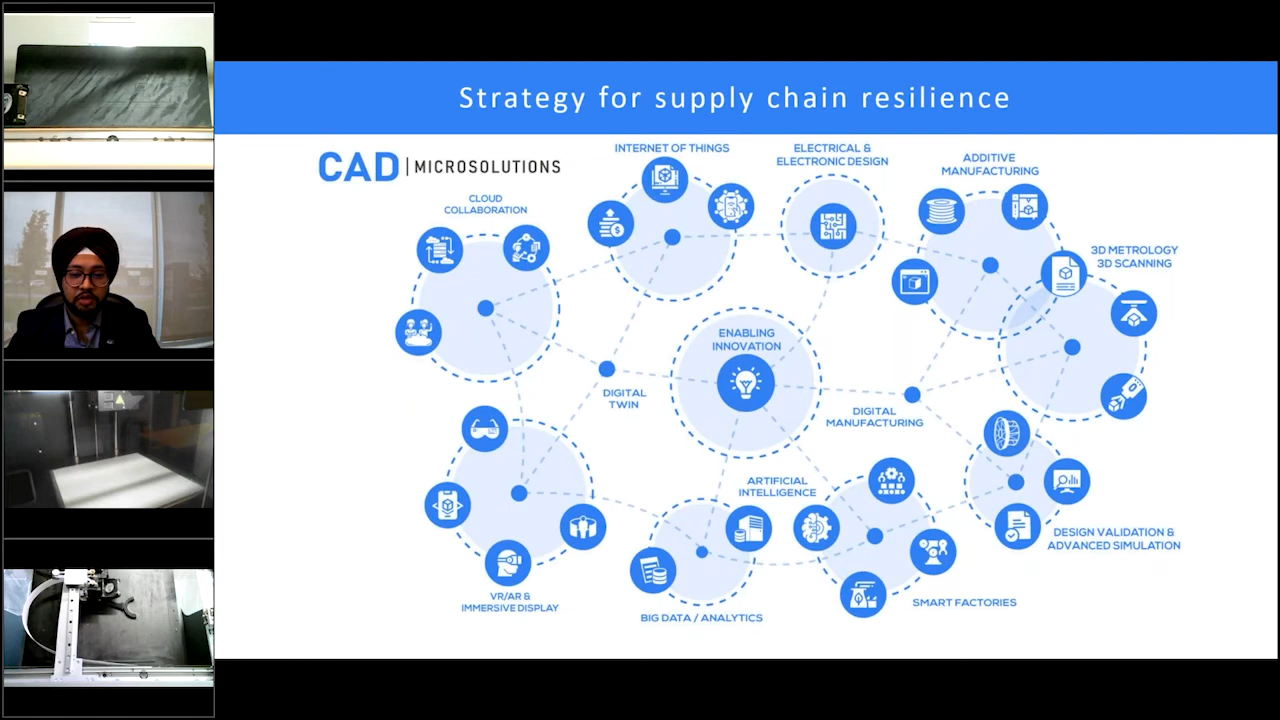 Strategy for supply chain resilience
CAD | MICROSOLUTIONS
INTERNET OF THINGS
ELECTRICAL &
ELECTRONIC DESIGN
ADDITIVE
MANUFACTURING
CLOUD
COLLABORATION
3D METROLOGY
3D SCANNING
ENABLING
INNOVATION
DIGITAL
TWIN
DIGITAL
MANUFACTURING
ARTIFICIAL
INTELLIGENCE
DESIGN VALIDATION &
ADVANCED SIMULATION
VR/AR &
IMMERSIVE DISPLAY
SMART FACTORIES
BIG DATA / ANALYTICS